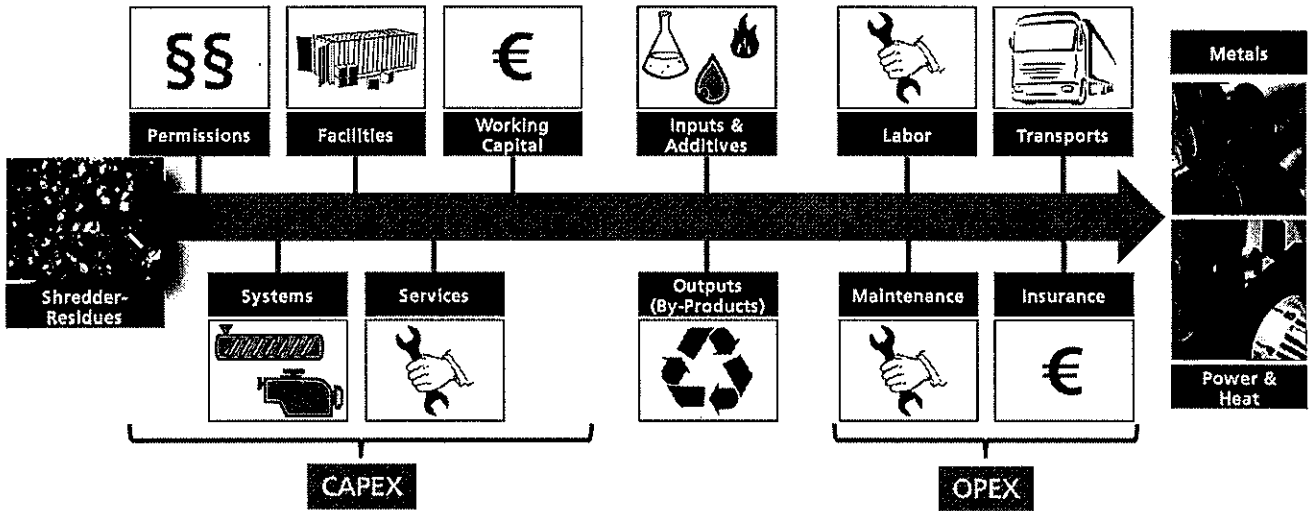 §§
€
Permissions
Facilities
Working
Capital
Inputs &
Additives
Labor
Transports
Metals
Shredder-
Residues
Systems
Services
Outputs
(By-Products)
Maintenance
Insurance
€
Power &
Heat
CAPEX
OPEX